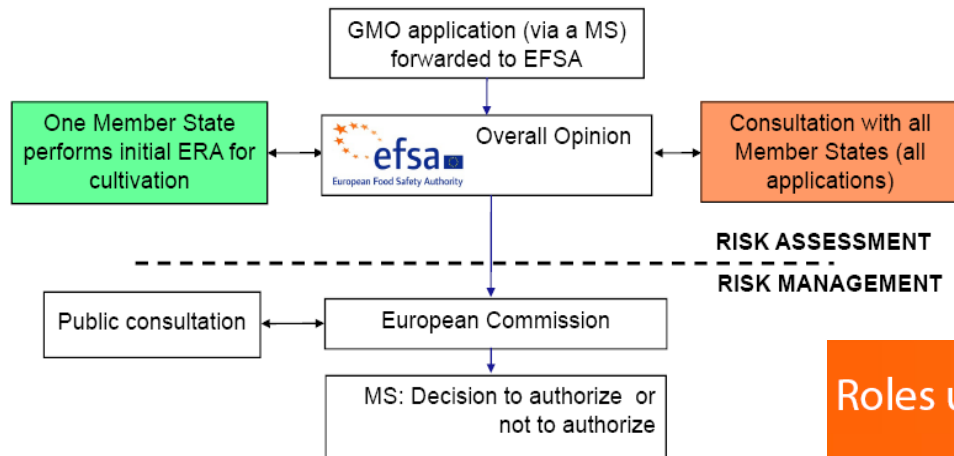 GMO application (via a MS)
forwarded to EFSA
One Member State
performs initial ERA for
cultivation
efsa
European Food Safety Authority
Overall Opinion
Consultation with all
Member States (all
applications)
RISK ASSESSMENT
RISK MANAGEMENT
Public consultation
European Commission
MS: Decision to authorize or
not to authorize
Roles